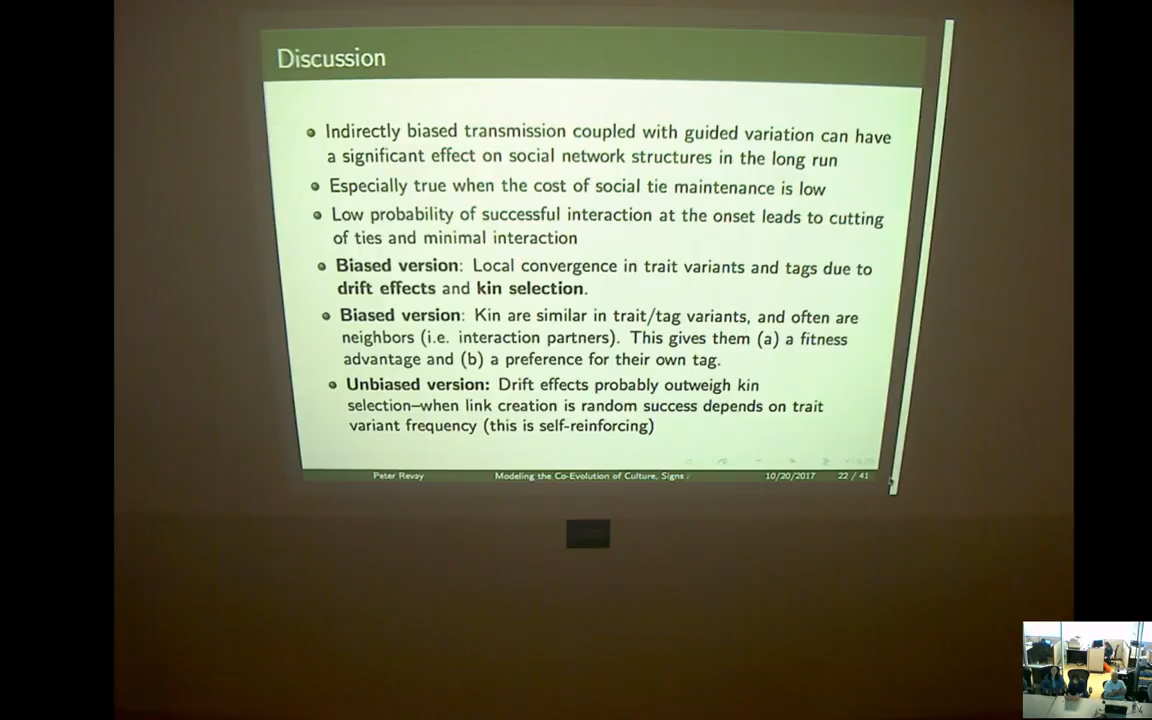 Discussion
Indirectly biased transmission coupled with guided variation can have
a significant effect on social network structures in the long run
Especially true when the cost of social tie maintenance is low
Low probability of successful interaction at the onset leads to cutting
of ties and minimal interaction
Biased version: Local convergence in trait variants and tags due to
drift effects and kin selection.
Biased version: Kin are similar in trait/tag variants, and often are
neighbors (i.e. interaction partners). This gives them (a) a fitness
advantage and (b) a preference for their own tag.
Unbiased version: Drift effects probably outweigh kin
selection—when link creation is random success depends on trait
variant frequency (this is self-reinforcing)
Peter Revay Modeling the Co-Evolution of Culture, Signs 10/20/2017 22 / 41